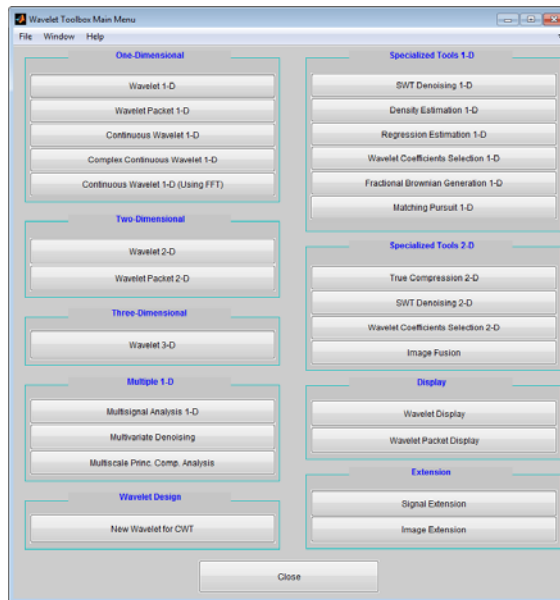 Wavelet Toolbox Main Menu
File Window Help
One-Dimensional
Wavelet 1-D
Wavelet Packet 1-D
Continuous Wavelet 1-D
Complex Continuous Wavelet 1-D
Continuous Wavelet 1-D (Using FFT)
Two-Dimensional
Wavelet 2-D
Wavelet Packet 2-D
Three-Dimensional
Wavelet 3-D
Multiple 1-D
Multisignal Analysis 1-D
Multivariate Denoising
Multiscale Princ. Comp. Analysis
Wavelet Design
New Wavelet for CWT
Specialized Tools 1-D
SWT Denoising 1-D
Density Estimation 1-D
Regression Estimation 1-D
Wavelet Coefficients Selection 1-D
Fractional Brownian Generation 1-D
Matching Pursuit 1-D
Specialized Tools 2-D
True Compression 2-D
SWT Denoising 2-D
Wavelet Coefficients Selection 2-D
Image Fusion
Display
Wavelet Display
Wavelet Packet Display
Extension
Signal Extension
Image Extension
Close